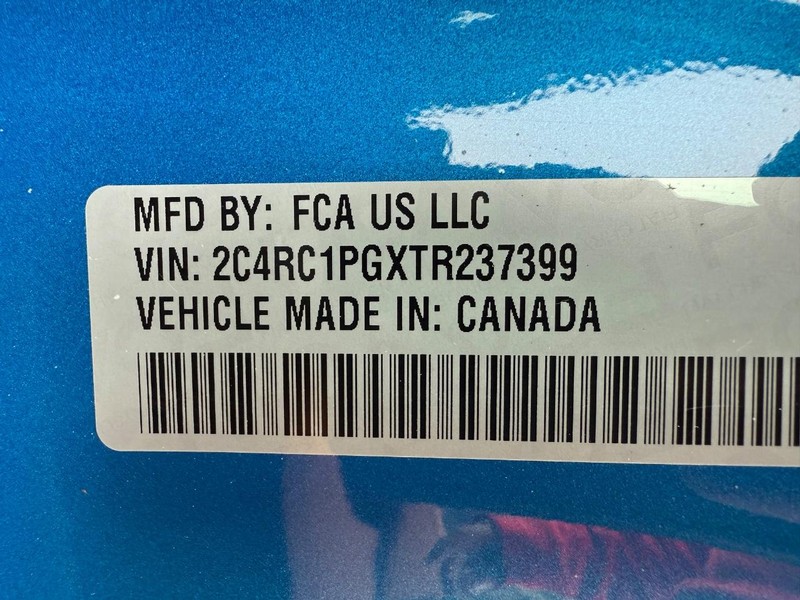 MFD BY: FCA US LLC
VIN: 2C4RC1PGXTR237399
VEHICLE MADE IN: CANADA